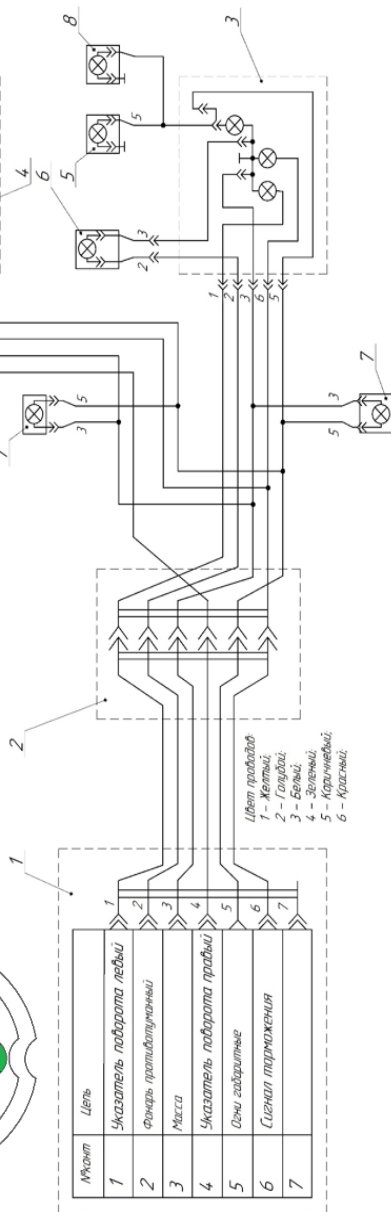 №конт Цепь
1 Указатель поворота левый
2 Фонарь противотуманный
3 Масса
4 Указатель поворота правый
5 Огни габаритные
6 Сигнал торможения
7
1
2
3
4
5
6
7
1
2
Цвет проводов:
1 - Желтый;
2 - Голубой;
3 - Белый;
4 - Зеленый;
5 - Коричневый;
6 - Красный;
3
5
5
3
7
1
2
3
6
5
2
3
4
6
5
5
8
3